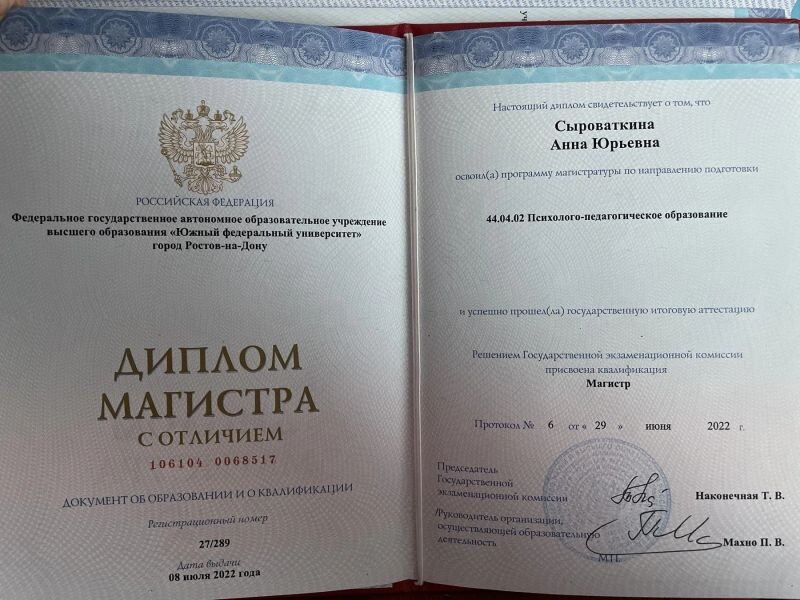 РОССИЙСКАЯ ФЕДЕРАЦИЯ
Федеральное государственное автономное образовательное учреждение
высшего образования «Южный федеральный университет»
город Ростов-на-Дону
ДИПЛОМ
МАГИСТРА
С ОТЛИЧИЕМ
106104 0068517
ДОКУМЕНТ ОБ ОБРАЗОВАНИИ И О КВАЛИФИКАЦИИ
Регистрационный номер
27/289
Дата выдачи
08 июля 2022 года
Настоящий диплом свидетельствует о том, что
Сыроваткина
Анна Юрьевна
освоил(а) программу магистратуры по направлению подготовки
44.04.02 Психолого-педагогическое образование
и успешно прошел(ла) государственную итоговую аттестацию
Решением Государственной экзаменационной комиссии
присвоена квалификация
Магистр
Протокол № 6 от « 29 » июня 2022 г.
Председатель
Государственной
экзаменационной комиссии
Наконечная Т. В.
Руководитель организации,
осуществляющей образовательную
деятельность
Махно П. В.
М.П.